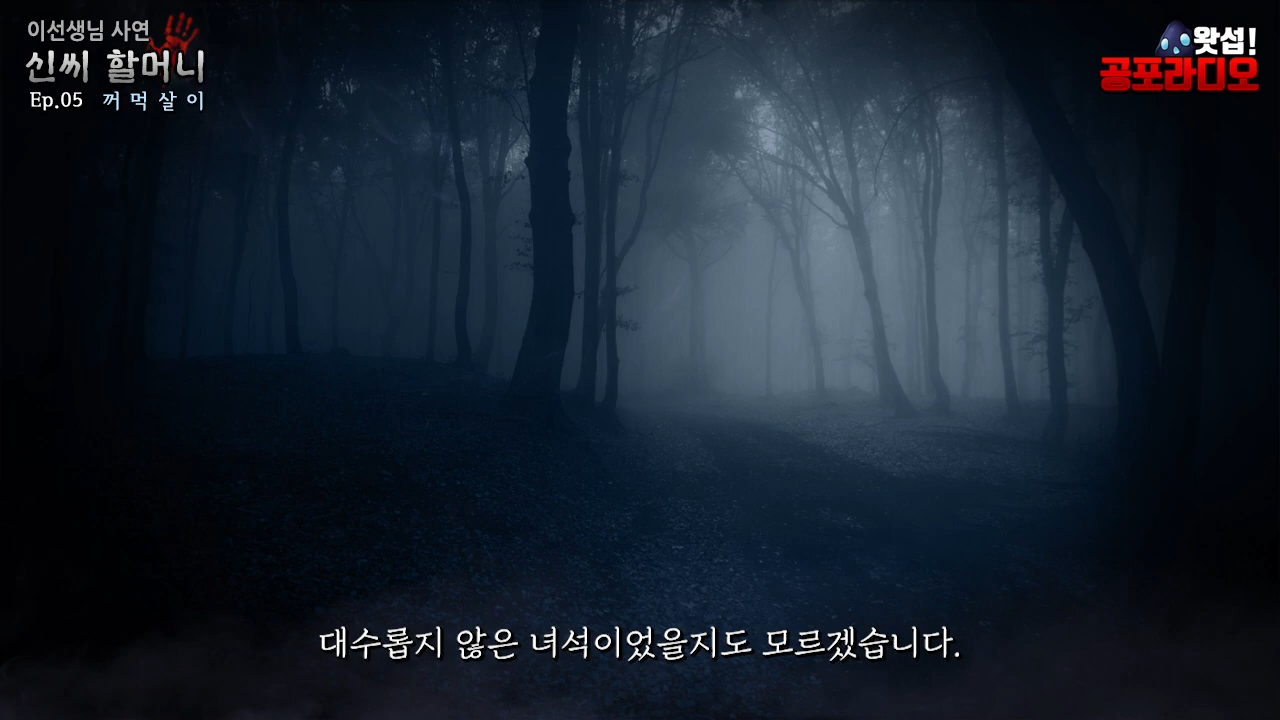 이선생님 사연
신씨 할머니
Ep.05 꺼먹살이
왓섭!
공포라디오
대수롭지 않은 녀석이었을지도 모르겠습니다.